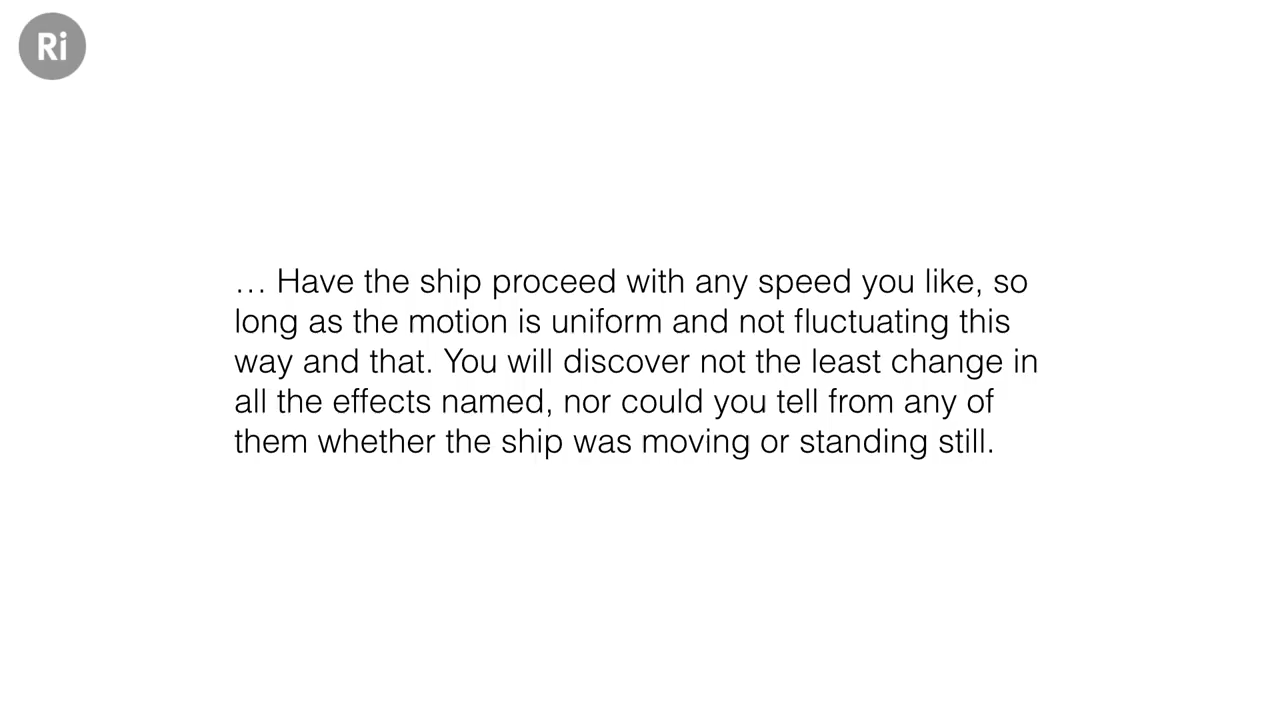 Ri
… Have the ship proceed with any speed you like, so
long as the motion is uniform and not fluctuating this
way and that. You will discover not the least change in
all the effects named, nor could you tell from any of
them whether the ship was moving or standing still.